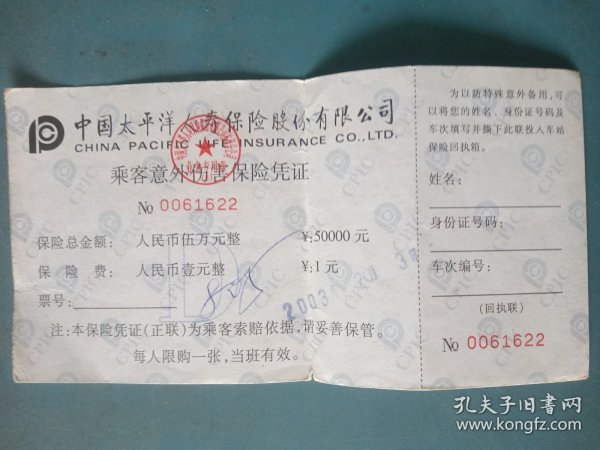 中国太平洋人寿保险股份有限公司
CHINA PACIFIC LIFE INSURANCE CO.,LTD.
乘客意外伤害保险凭证
№ 0061622
保险总金额： 人民币伍万元整 ¥:50000 元
保 险 费： 人民币壹元整 ¥:1 元
票号：
2003
注：本保险凭证(正联)为乘客索赔依据，请妥善保管。
每人限购一张，当班有效。
为以防特殊意外备用，可
以将您的姓名、身份证号码及
车次填写并撕下此联投入车站
保险回执箱。
姓名：
身份证号码：
车次编号：
(回执联)
№ 0061622
孔夫子旧书网
www.kongfz.com